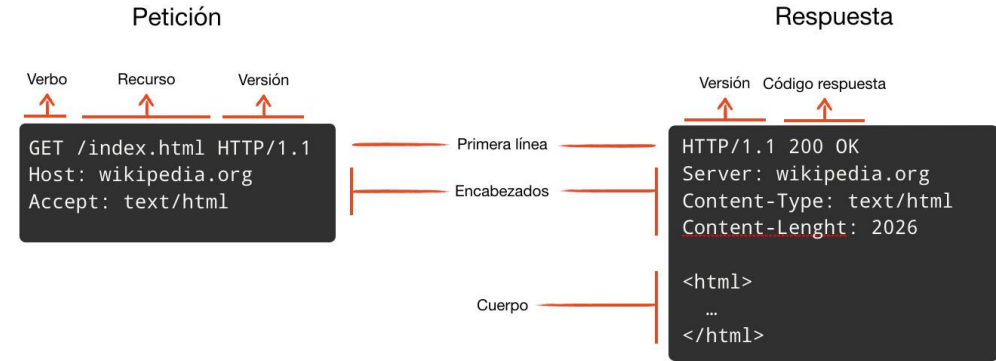 Petición
Respuesta
Verbo
Recurso
Versión
GET /index.html HTTP/1.1
Host: wikipedia.org
Accept: text/html
Primera línea
Encabezados
Cuerpo
Versión
Código respuesta
HTTP/1.1 200 OK
Server: wikipedia.org
Content-Type: text/html
Content-Lenght: 2026
<html>
…
</html>